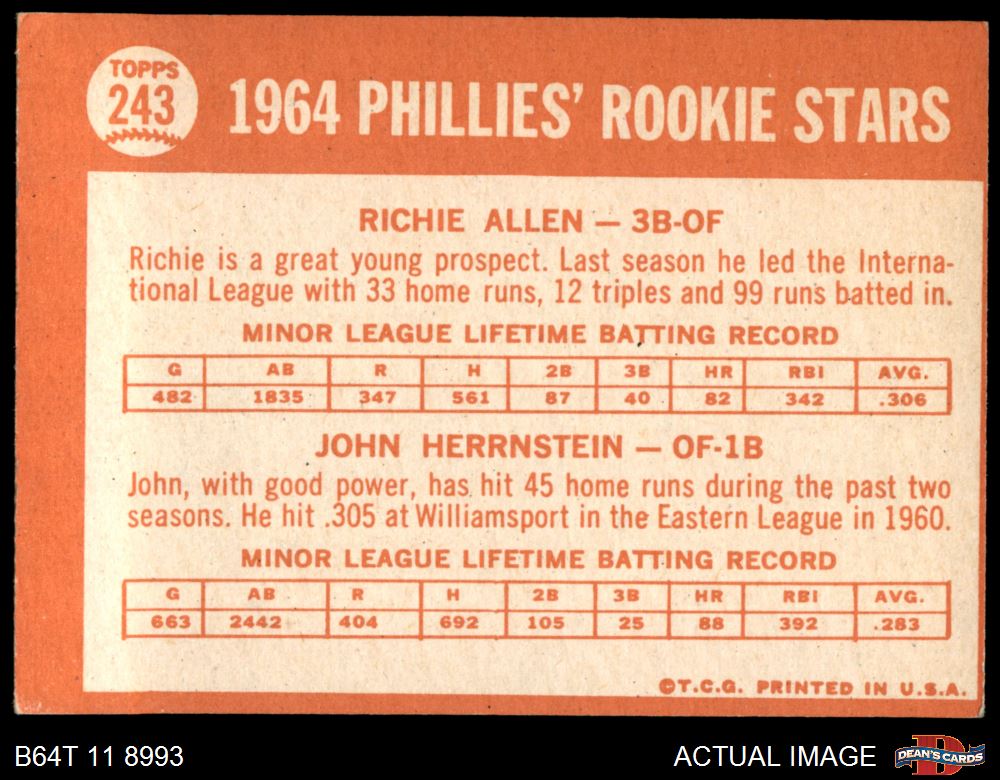 TOPPS
243
1964 PHILLIES' ROOKIE STARS
RICHIE ALLEN — 3B-OF
Richie is a great young prospect. Last season he led the Interna-
tional League with 33 home runs, 12 triples and 99 runs batted in.
MINOR LEAGUE LIFETIME BATTING RECORD
G AB R H 2B 3B HR RBI AVG.
482 1835 347 561 87 40 82 342 .306
JOHN HERRNSTEIN — OF-1B
John, with good power, has hit 45 home runs during the past two
seasons. He hit .305 at Williamsport in the Eastern League in 1960.
MINOR LEAGUE LIFETIME BATTING RECORD
G AB R H 2B 3B HR RBI AVG.
663 2442 404 692 105 25 88 392 .283
©T.C.G. PRINTED IN U.S.A.
B64T 11 8993
ACTUAL IMAGE
D
DEAN'S CARDS